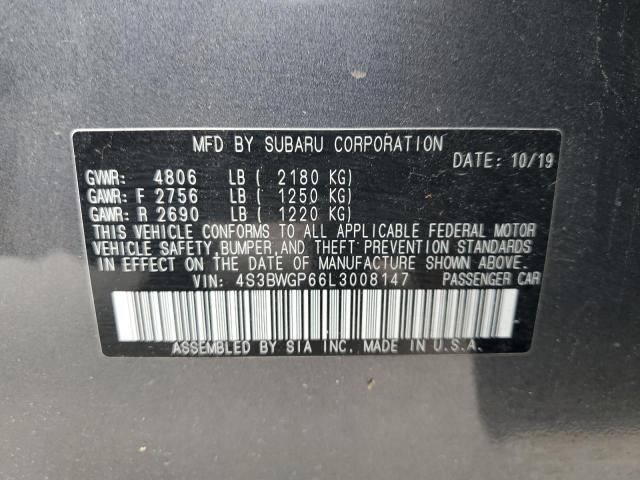 MFD BY SUBARU CORPORATION
DATE: 10/19
GVWR: 4806 LB ( 2180 KG)
GAWR: F 2756 LB ( 1250 KG)
GAWR: R 2690 LB ( 1220 KG)
THIS VEHICLE CONFORMS TO ALL APPLICABLE FEDERAL MOTOR
VEHICLE SAFETY, BUMPER, AND THEFT PREVENTION STANDARDS
IN EFFECT ON THE DATE OF MANUFACTURE SHOWN ABOVE.
VIN: 4S3BWGP66L3008147 PASSENGER CAR
ASSEMBLED BY SIA INC. MADE IN U.S.A.